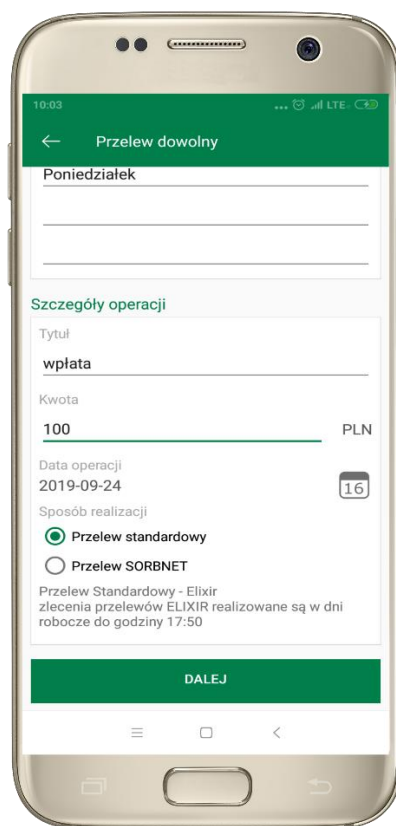 10:03
... LTE
Przelew dowolny
Poniedziałek
Szczegóły operacji
Tytuł
wpłata
Kwota
100 PLN
Data operacji
2019-09-24
16
Sposób realizacji
Przelew standardowy
Przelew SORBNET
Przelew Standardowy - Elixir
zlecenia przelewów ELIXIR realizowane są w dni
robocze do godziny 17:50
DALEJ